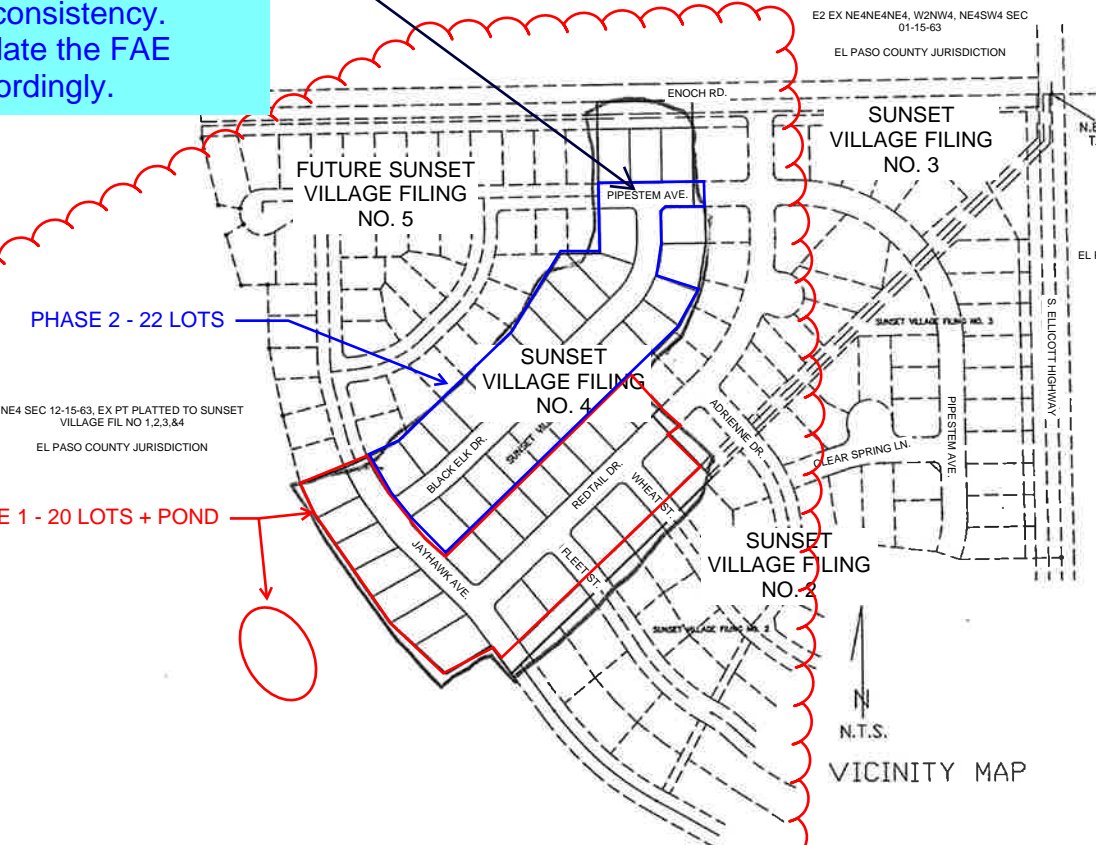 consistency.
late the FAE
ordingly.
E2 EX NE4NE4NE4, W2NW4, NE4SW4 SEC
01-15-63
EL PASO COUNTY JURISDICTION
ENOCH RD.
SUNSET
VILLAGE FILING
NO. 3
N.E
T.
FUTURE SUNSET
VILLAGE FILING
NO. 5
PIPESTEM AVE.
EL P
PHASE 2 - 22 LOTS
SUNSET VILLAGE FILING NO. 3
S. ELLICOTT HIGHWAY
SUNSET
VILLAGE FILING
NO. 4
NE4 SEC 12-15-63, EX PT PLATTED TO SUNSET
VILLAGE FIL NO 1,2,3,&4
EL PASO COUNTY JURISDICTION
ADRIENNE DR.
PIPESTEM AVE.
SUNSET VIL
BLACK ELK DR.
CLEAR SPRING LN.
REDTAIL DR.
WHEAT ST.
E 1 - 20 LOTS + POND
JAYHAWK AVE.
FLEET ST.
SUNSET
VILLAGE FILING
NO. 2
SUNSET VILLAGE FILING NO. 2
N
N.T.S.
VICINITY MAP